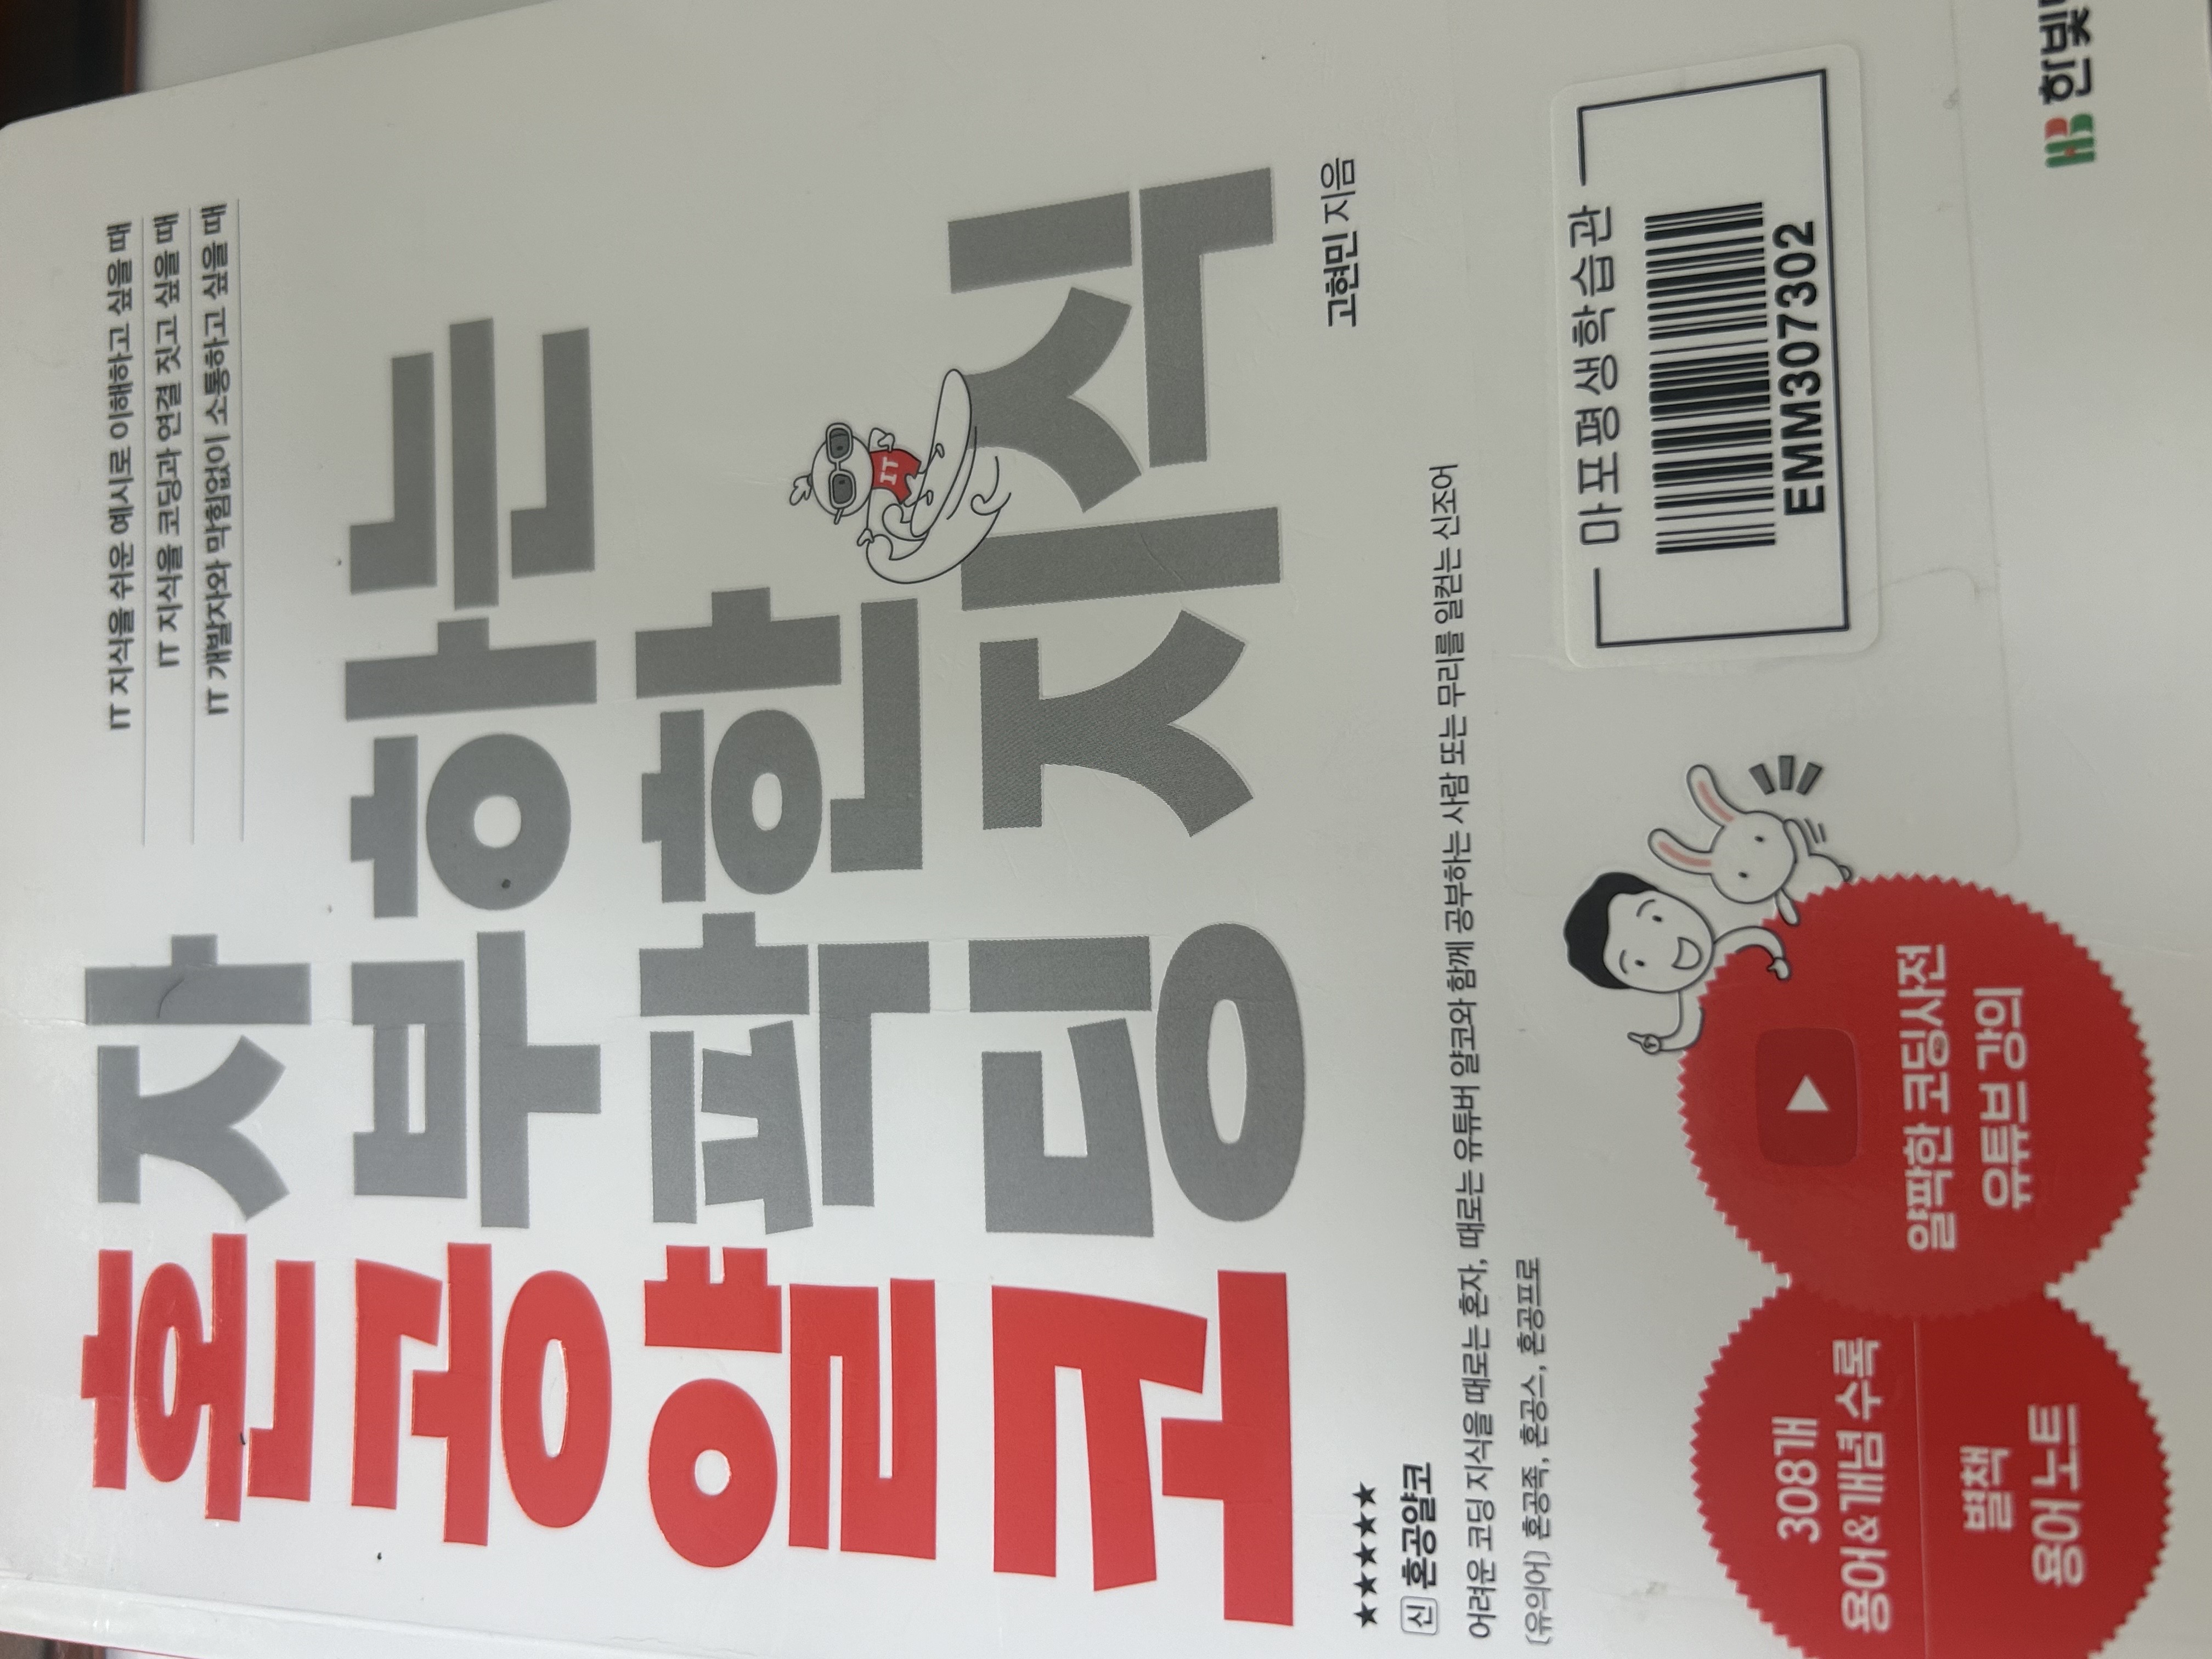 IT 지식을 쉬운 예시로 이해하고 싶을 때
IT 지식을 코딩과 연결 짓고 싶을 때
IT 개발자와 막힘없이 소통하고 싶을 때
혼자
공부하는
얄팍한
코딩 지식
IT
고현민 지음
★★★★★
신 혼공얄코
어려운 코딩 지식을 때로는 혼자, 때로는 유튜버 얄코와 함께 공부하는 사람 또는 무리를 일컫는 신조어
(유의어) 혼공족, 혼공스, 혼공프로
308개
용어&개념 수록
별책
용어 노트
얄팍한 코딩사전
유튜브 강의
마포평생학습관
EMM307302
HB 한빛